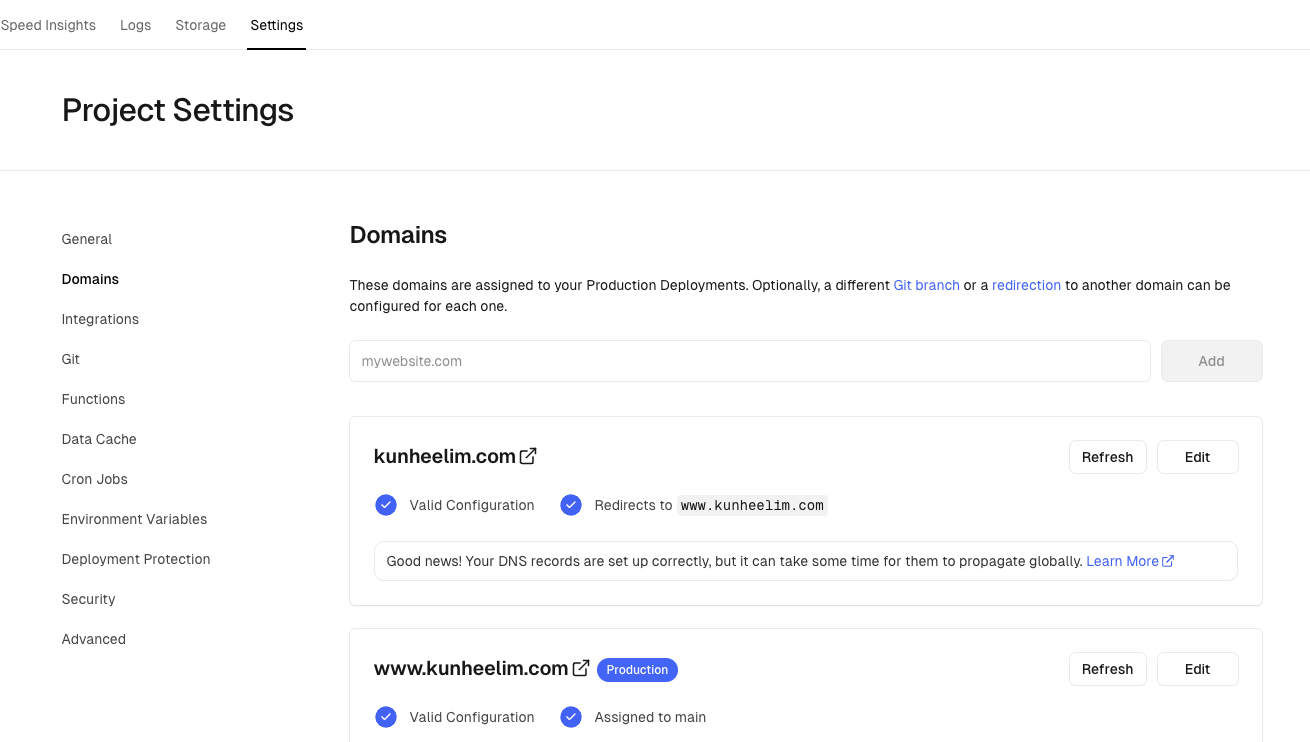 Speed Insights Logs Storage Settings
Project Settings
General
Domains
Integrations
Git
Functions
Data Cache
Cron Jobs
Environment Variables
Deployment Protection
Security
Advanced
Domains
These domains are assigned to your Production Deployments. Optionally, a different Git branch or a redirection to another domain can be
configured for each one.
mywebsite.com Add
kunheelim.com Refresh Edit
Valid Configuration Redirects to www.kunheelim.com
Good news! Your DNS records are set up correctly, but it can take some time for them to propagate globally. Learn More
www.kunheelim.com Production Refresh Edit
Valid Configuration Assigned to main